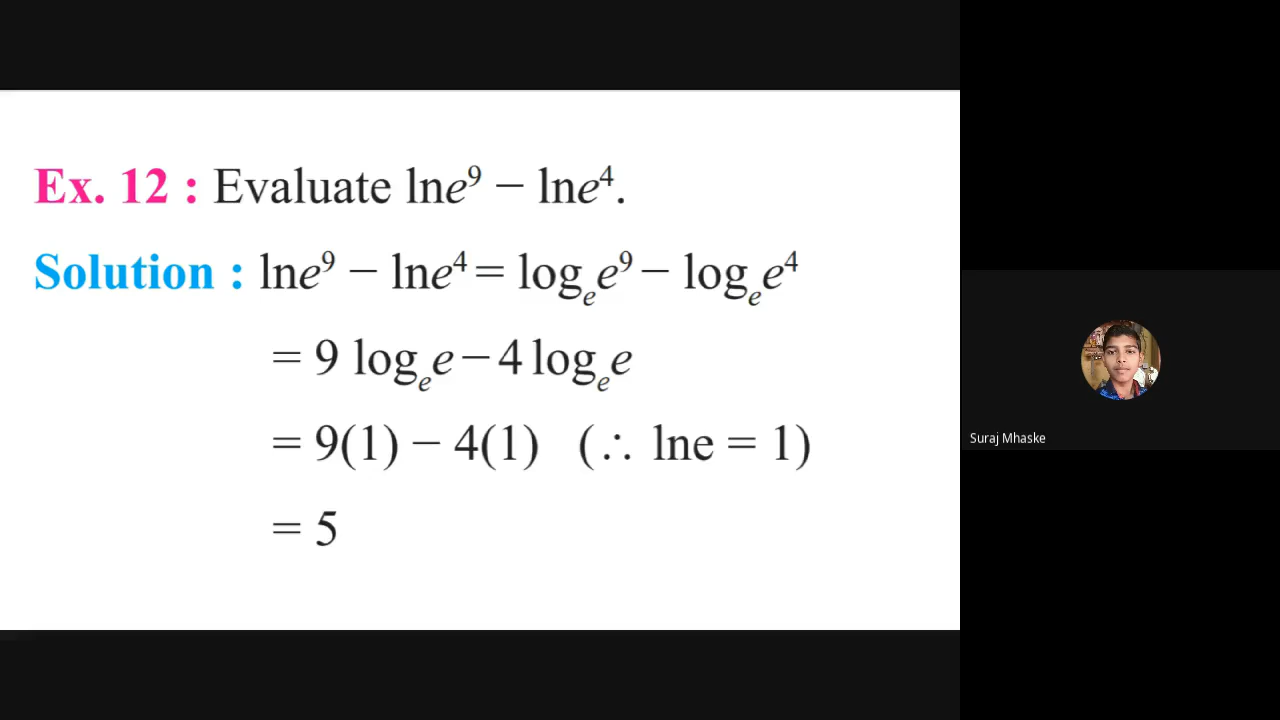 Ex. 12 : Evaluate lne⁹ − lne⁴.
Solution : lne⁹ − lne⁴ = logₑe⁹ − logₑe⁴
= 9 logₑe − 4 logₑe
= 9(1) − 4(1) (∴ lne = 1)
= 5
Suraj Mhaske